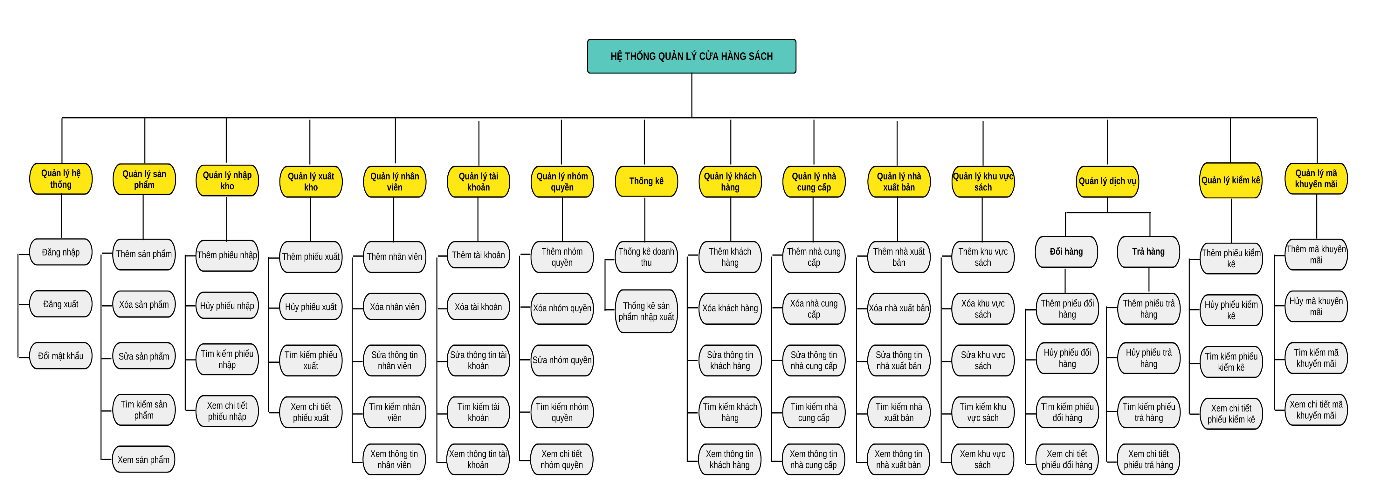 HỆ THỐNG QUẢN LÝ CỬA HÀNG SÁCH
Quản lý hệ
thống
Đăng nhập
Đăng xuất
Đổi mật khẩu
Quản lý sản
phẩm
Thêm sản phẩm
Xóa sản phẩm
Sửa sản phẩm
Tìm kiếm sản
phẩm
Xem sản phẩm
Quản lý nhập
kho
Thêm phiếu nhập
Hủy phiếu nhập
Tìm kiếm phiếu
nhập
Xem chi tiết
phiếu nhập
Quản lý xuất
kho
Thêm phiếu xuất
Hủy phiếu xuất
Tìm kiếm phiếu
xuất
Xem chi tiết
phiếu xuất
Quản lý nhân
viên
Thêm nhân viên
Xóa nhân viên
Sửa thông tin
nhân viên
Tìm kiếm nhân
viên
Xem thông tin
nhân viên
Quản lý tài
khoản
Thêm tài khoản
Xóa tài khoản
Sửa thông tin tài
khoản
Tìm kiếm tài
khoản
Xem thông tin tài
khoản
Quản lý nhóm
quyền
Thêm nhóm
quyền
Xóa nhóm quyền
Sửa nhóm quyền
Tìm kiếm nhóm
quyền
Xem chi tiết
nhóm quyền
Thống kê
Thống kê doanh
thu
Thống kê sản
phẩm nhập xuất
Quản lý khách
hàng
Thêm khách
hàng
Xóa khách hàng
Sửa thông tin
khách hàng
Tìm kiếm khách
hàng
Xem thông tin
khách hàng
Quản lý nhà
cung cấp
Thêm nhà cung
cấp
Xóa nhà cung
cấp
Sửa thông tin
nhà cung cấp
Tìm kiếm nhà
cung cấp
Xem thông tin
nhà cung cấp
Quản lý nhà
xuất bản
Thêm nhà xuất
bản
Xóa nhà xuất bản
Sửa thông tin
nhà xuất bản
Tìm kiếm nhà
xuất bản
Xem thông tin
nhà xuất bản
Quản lý khu vực
sách
Thêm khu vực
sách
Xóa khu vực
sách
Sửa khu vực
sách
Tìm kiếm khu
vực sách
Xem khu vực
sách
Quản lý dịch vụ
Đổi hàng
Thêm phiếu đổi
hàng
Hủy phiếu đổi
hàng
Tìm kiếm phiếu
đổi hàng
Xem chi tiết
phiếu đổi hàng
Trả hàng
Thêm phiếu trả
hàng
Hủy phiếu trả
hàng
Tìm kiếm phiếu
trả hàng
Xem chi tiết
phiếu trả hàng
Quản lý kiểm kê
Thêm phiếu kiểm
kê
Hủy phiếu kiểm
kê
Tìm kiếm phiếu
kiểm kê
Xem chi tiết
phiếu kiểm kê
Quản lý mã
khuyến mãi
Thêm mã khuyến
mãi
Hủy mã khuyến
mãi
Tìm kiếm mã
khuyến mãi
Xem chi tiết mã
khuyến mãi